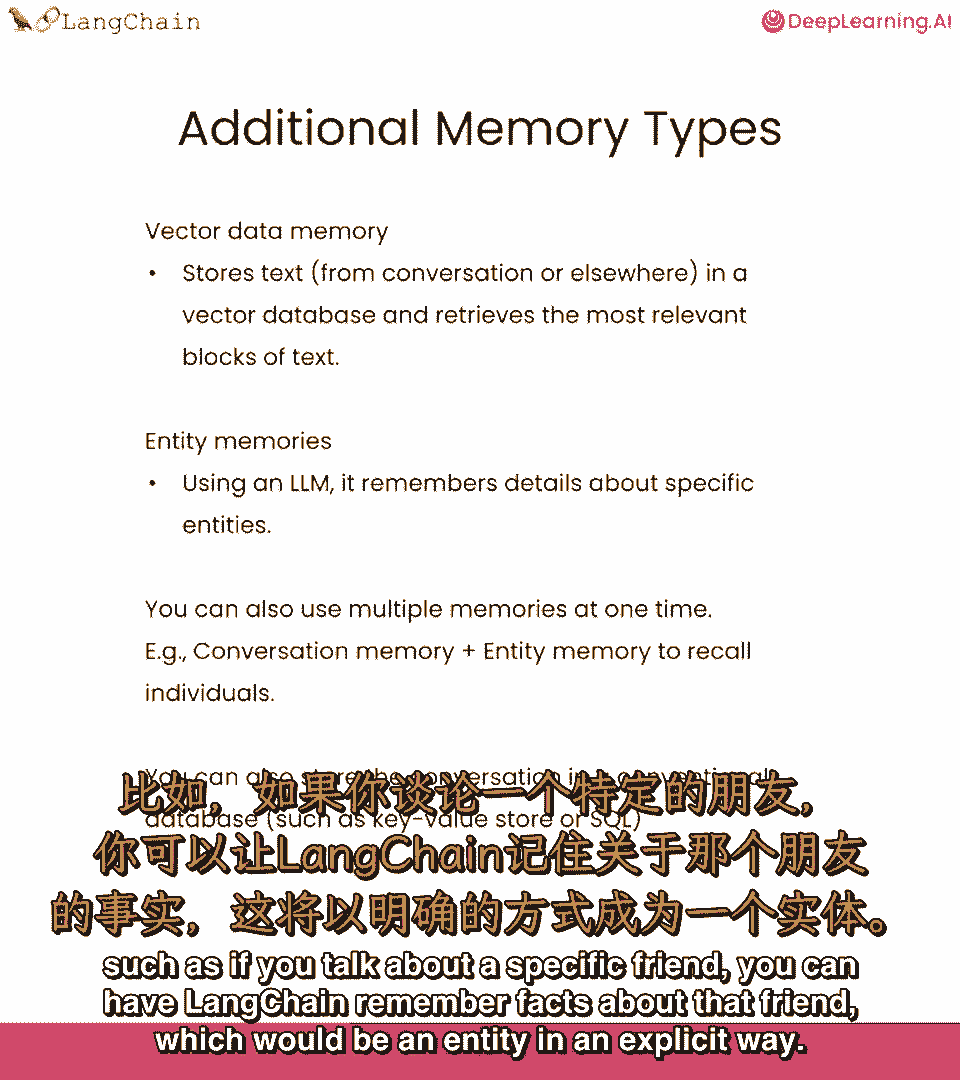 LangChain
DeepLearning.AI
Additional Memory Types
Vector data memory
• Stores text (from conversation or elsewhere) in a
vector database and retrieves the most relevant
blocks of text.
Entity memories
• Using an LLM, it remembers details about specific
entities.
You can also use multiple memories at one time.
E.g., Conversation memory + Entity memory to recall
individuals.
You can also store the conversation in a conventional
database (such as key-value store or SQL)
比如，如果你谈论一个特定的朋友，
你可以让LangChain记住关于那个朋友
的事实，这将以明确的方式成为一个实体。
such as if you talk about a specific friend, you can
have LangChain remember facts about that friend,
which would be an entity in an explicit way.